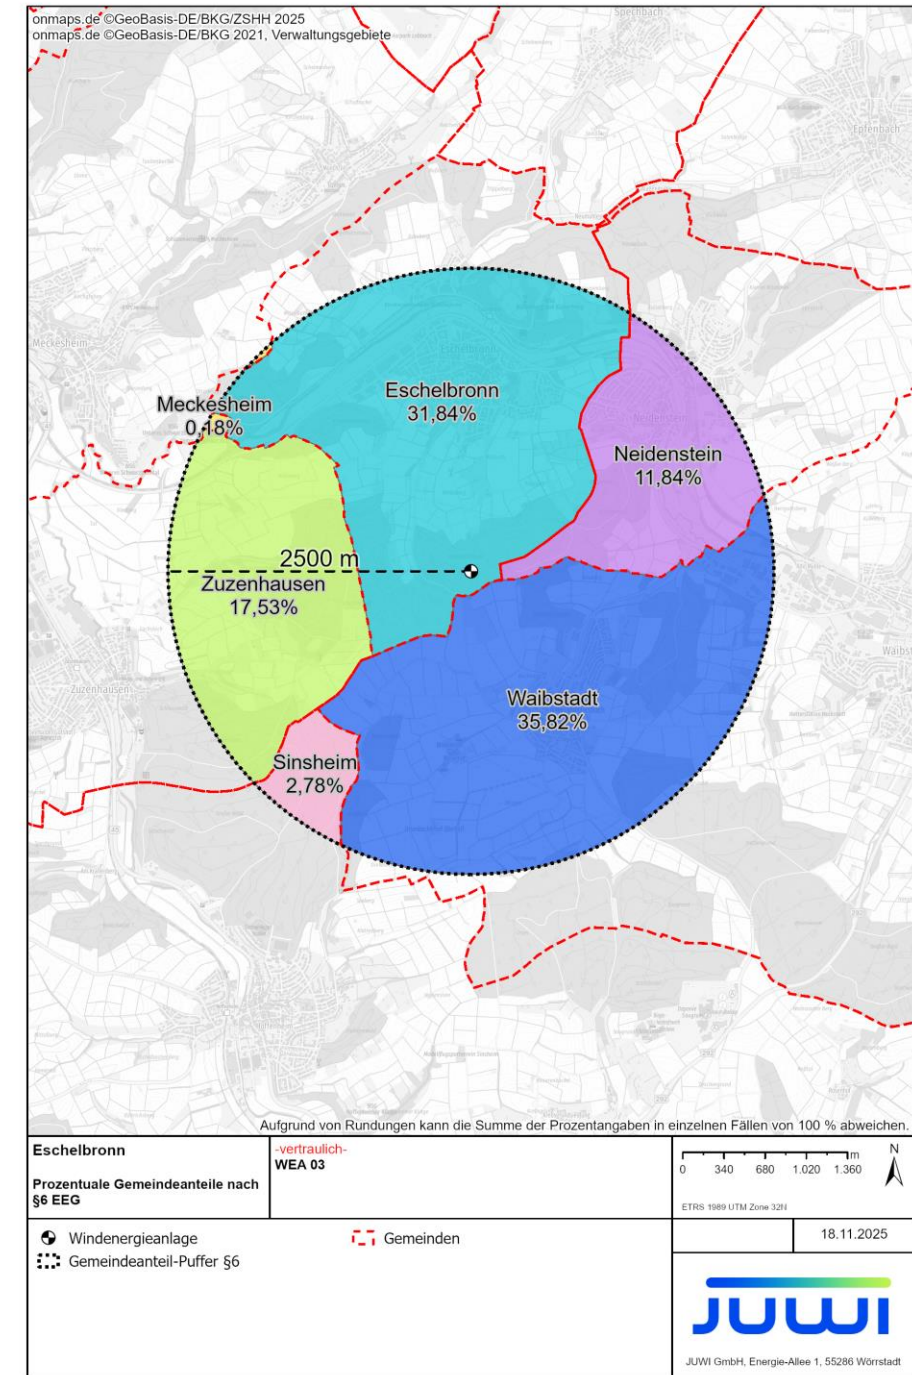 onmaps.de ©GeoBasis-DE/BKG/ZSHH 2025
onmaps.de ©GeoBasis-DE/BKG 2021, Verwaltungsgebiete
Spechbach
Epfenbach
Meckesheim
Eschelbronn
31,84%
Meckesheim
0,18%
Neidenstein
11,84%
2500 m
Zuzenhausen
17,53%
Zuzenhausen
Waibstadt
35,82%
Sinsheim
2,78%
Aufgrund von Rundungen kann die Summe der Prozentangaben in einzelnen Fällen von 100 % abweichen.
Eschelbronn
Prozentuale Gemeindeanteile nach
§6 EEG
-vertraulich-
WEA 03
m
0 340 680 1.020 1.360
N
ETRS 1989 UTM Zone 32N
Windenergieanlage
Gemeinden
Gemeindeanteil-Puffer §6
18.11.2025
JUWI
JUWI GmbH, Energie-Allee 1, 55286 Wörrstadt